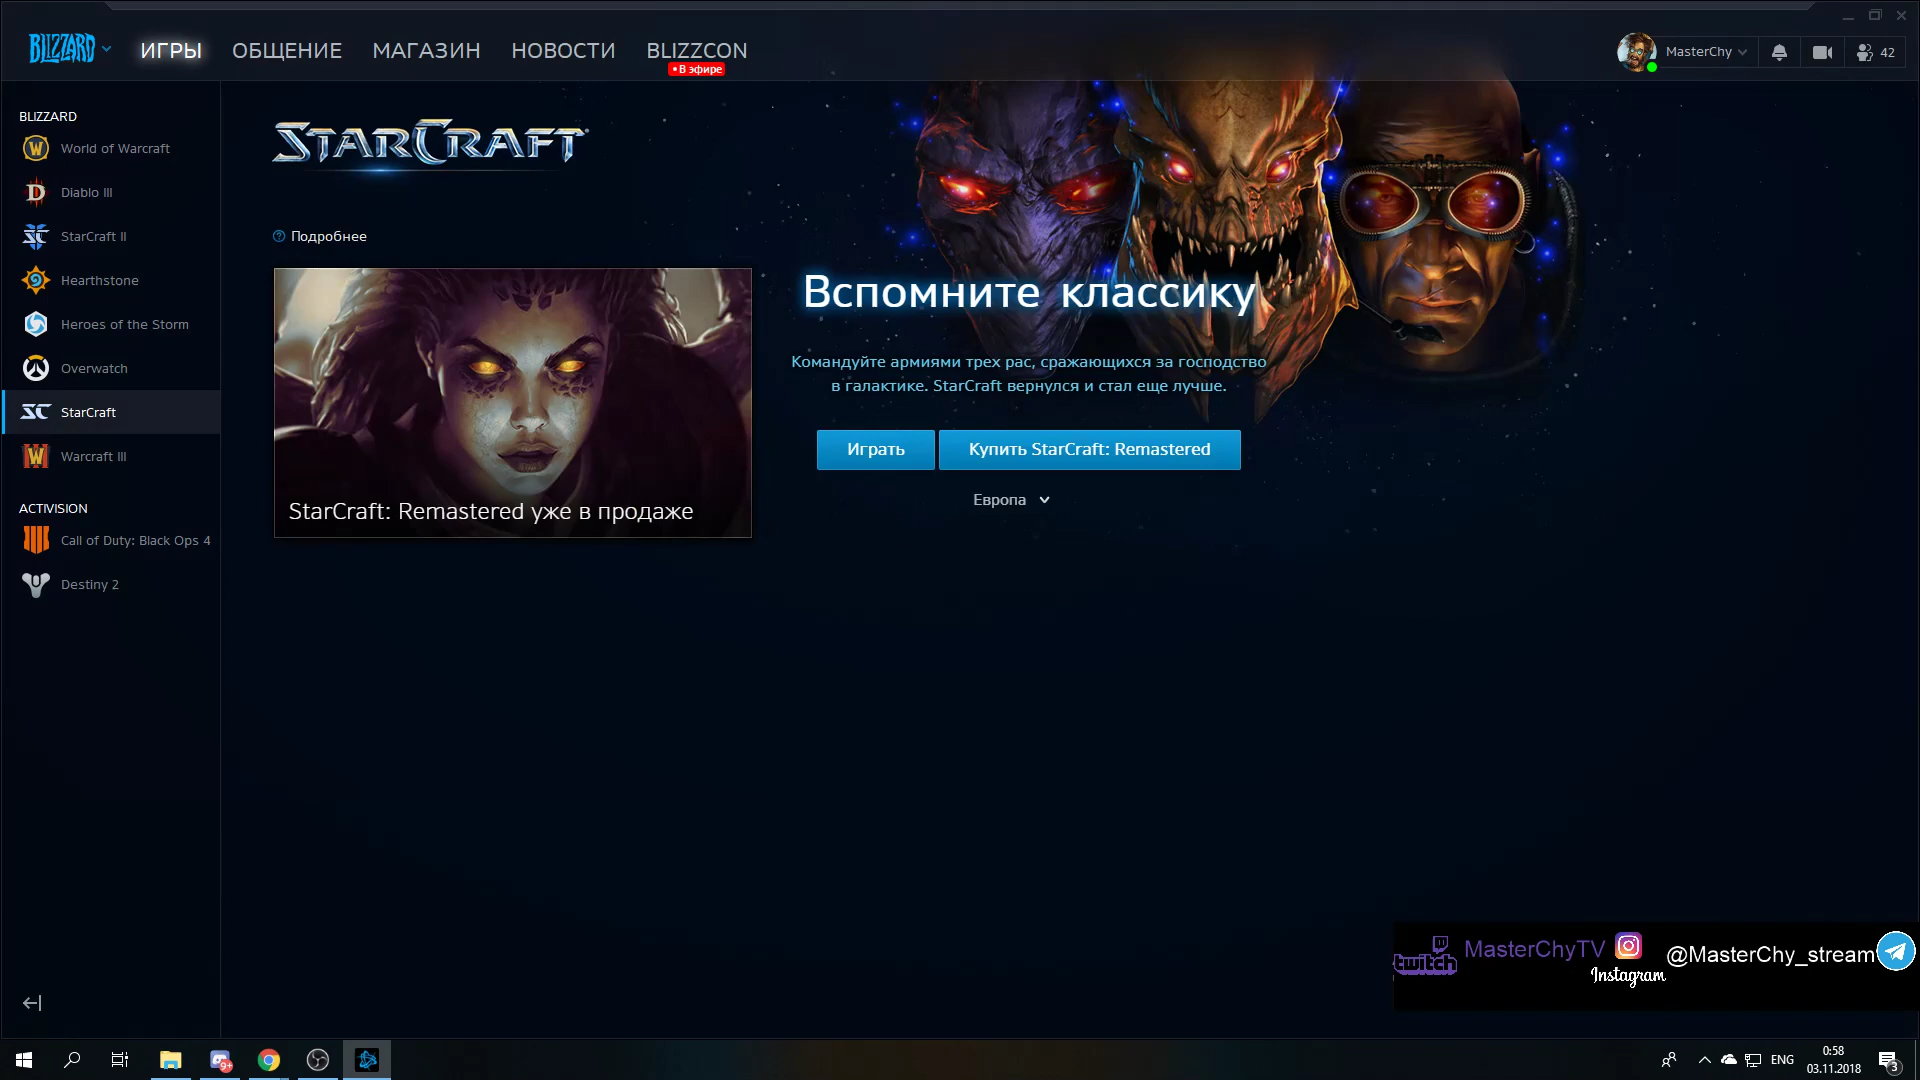 BLIZZARD
ИГРЫ
ОБЩЕНИЕ
МАГАЗИН
НОВОСТИ
BLIZZCON
• В эфире
MasterChy
42
BLIZZARD
World of Warcraft
Diablo III
StarCraft II
Hearthstone
Heroes of the Storm
Overwatch
StarCraft
Warcraft III
ACTIVISION
Call of Duty: Black Ops 4
Destiny 2
STARCRAFT
Подробнее
StarCraft: Remastered уже в продаже
Вспомните классику
Командуйте армиями трех рас, сражающихся за господство
в галактике. StarCraft вернулся и стал еще лучше.
Играть
Купить StarCraft: Remastered
Европа
twitch
MasterChyTV
Instagram
@MasterChy_stream
9+
ENG
0:58
03.11.2018
3